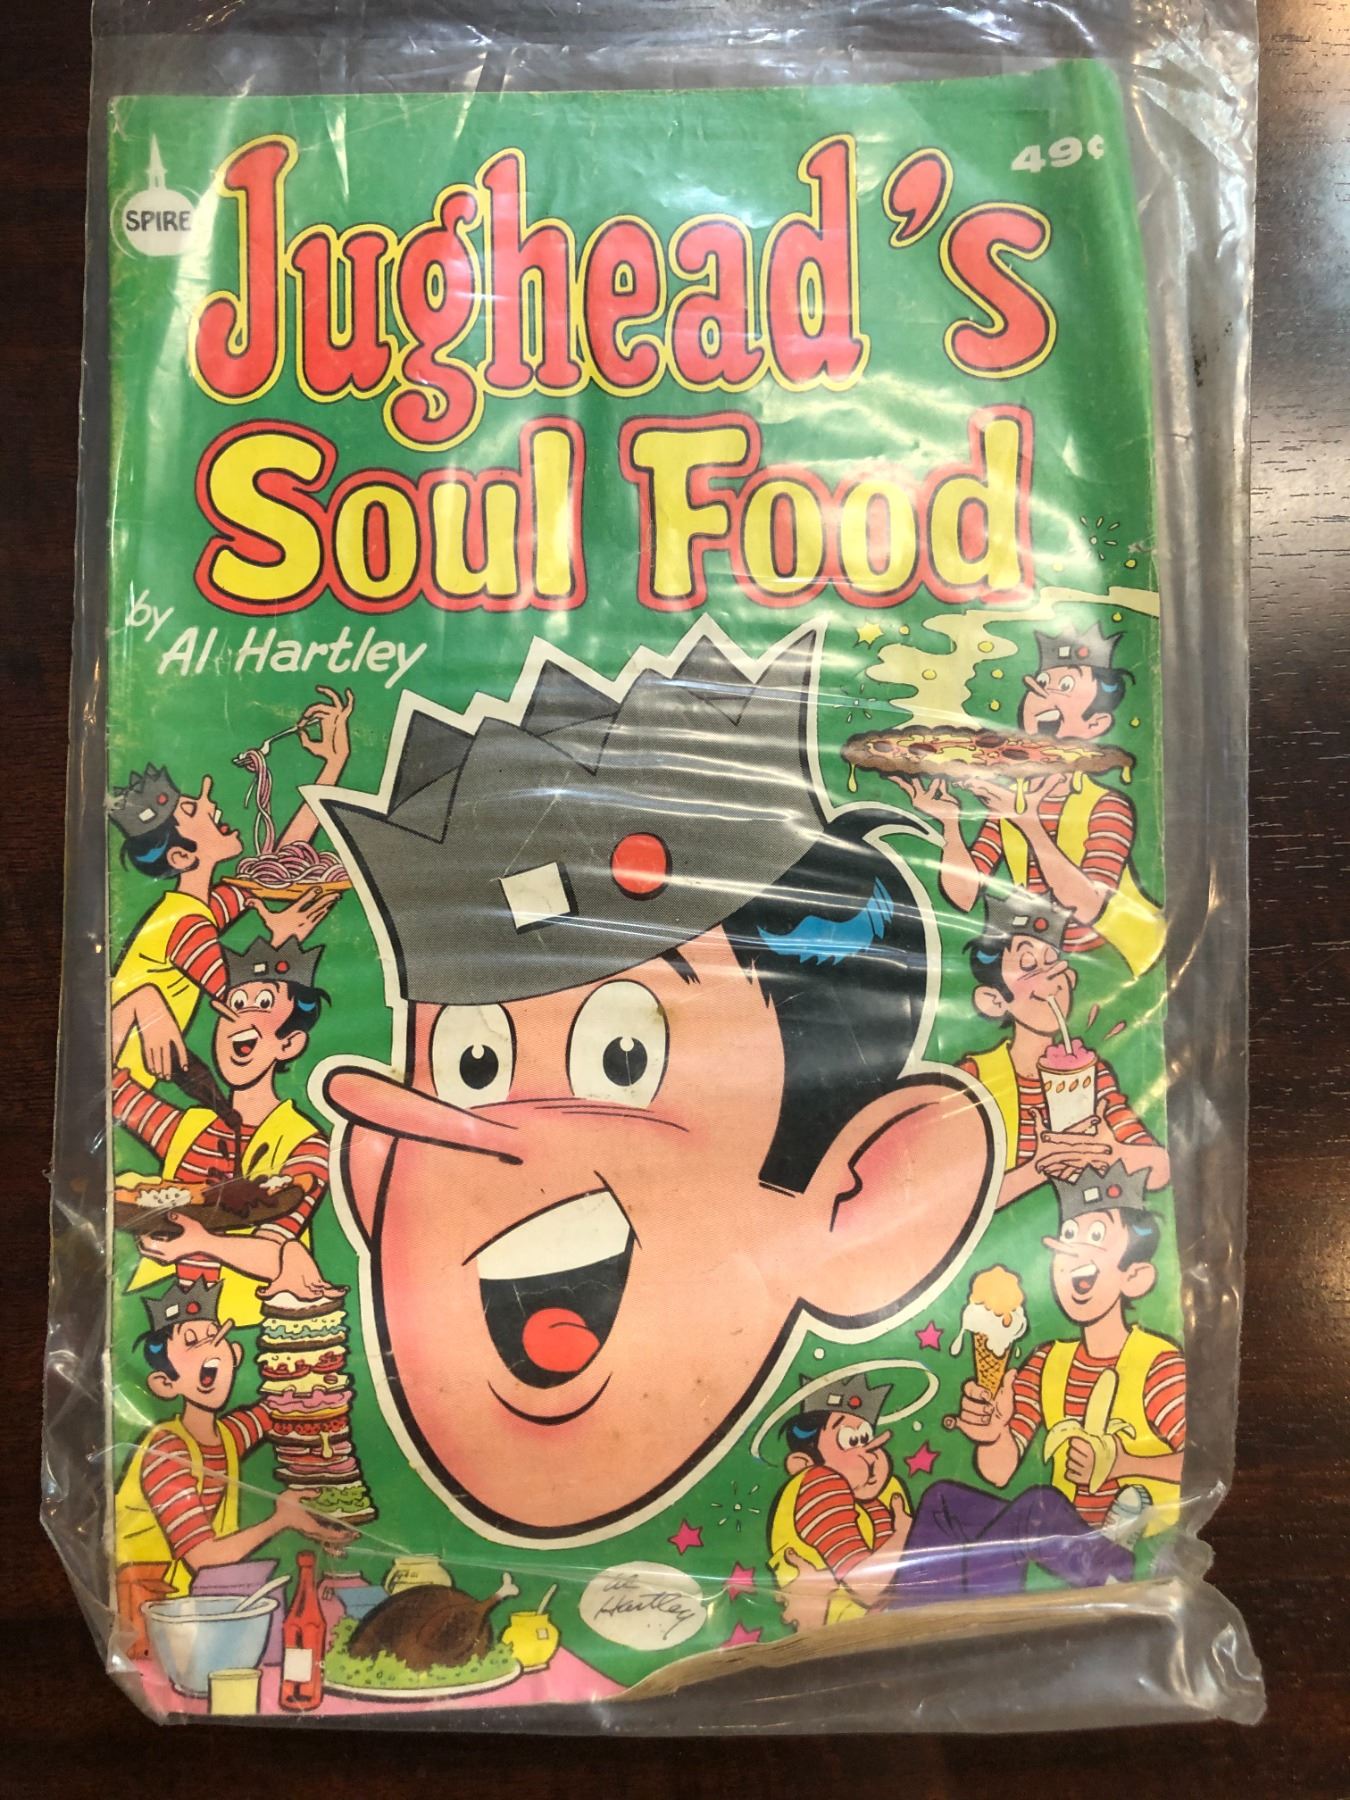 SPIRE
49¢
Jughead's
Soul Food
by
Al Hartley
Al
Hartley